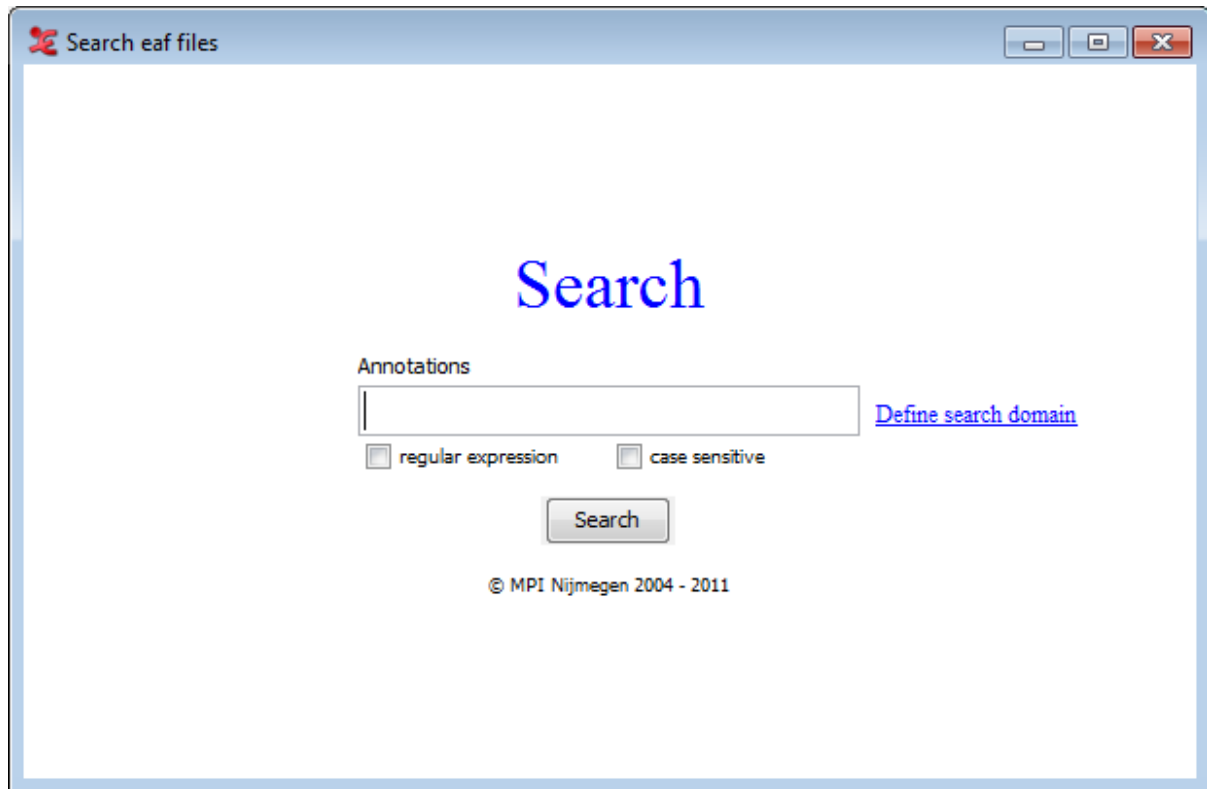 Search eaf files
Search
Annotations
Define search domain
regular expression case sensitive
Search
© MPI Nijmegen 2004 - 2011